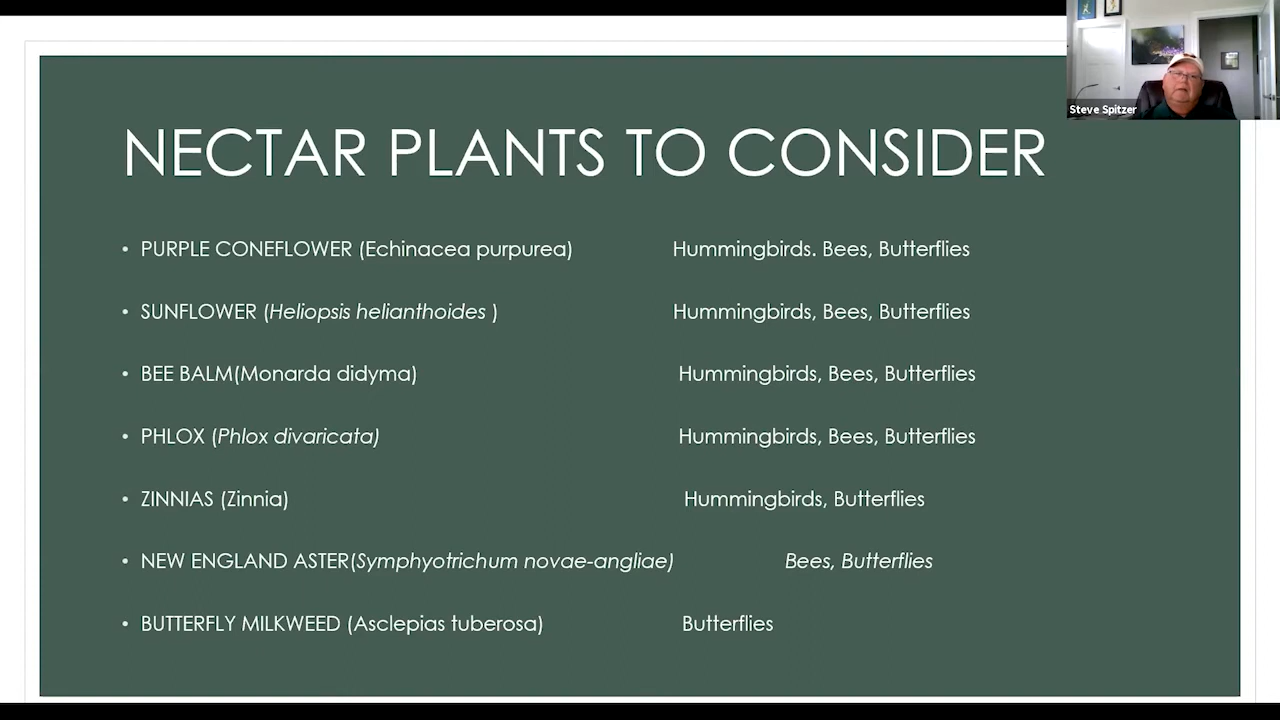 Steve Spitzer
NECTAR PLANTS TO CONSIDER
• PURPLE CONEFLOWER (Echinacea purpurea) Hummingbirds. Bees, Butterflies
• SUNFLOWER (Heliopsis helianthoides ) Hummingbirds, Bees, Butterflies
• BEE BALM(Monarda didyma) Hummingbirds, Bees, Butterflies
• PHLOX (Phlox divaricata) Hummingbirds, Bees, Butterflies
• ZINNIAS (Zinnia) Hummingbirds, Butterflies
• NEW ENGLAND ASTER(Symphyotrichum novae-angliae) Bees, Butterflies
• BUTTERFLY MILKWEED (Asclepias tuberosa) Butterflies